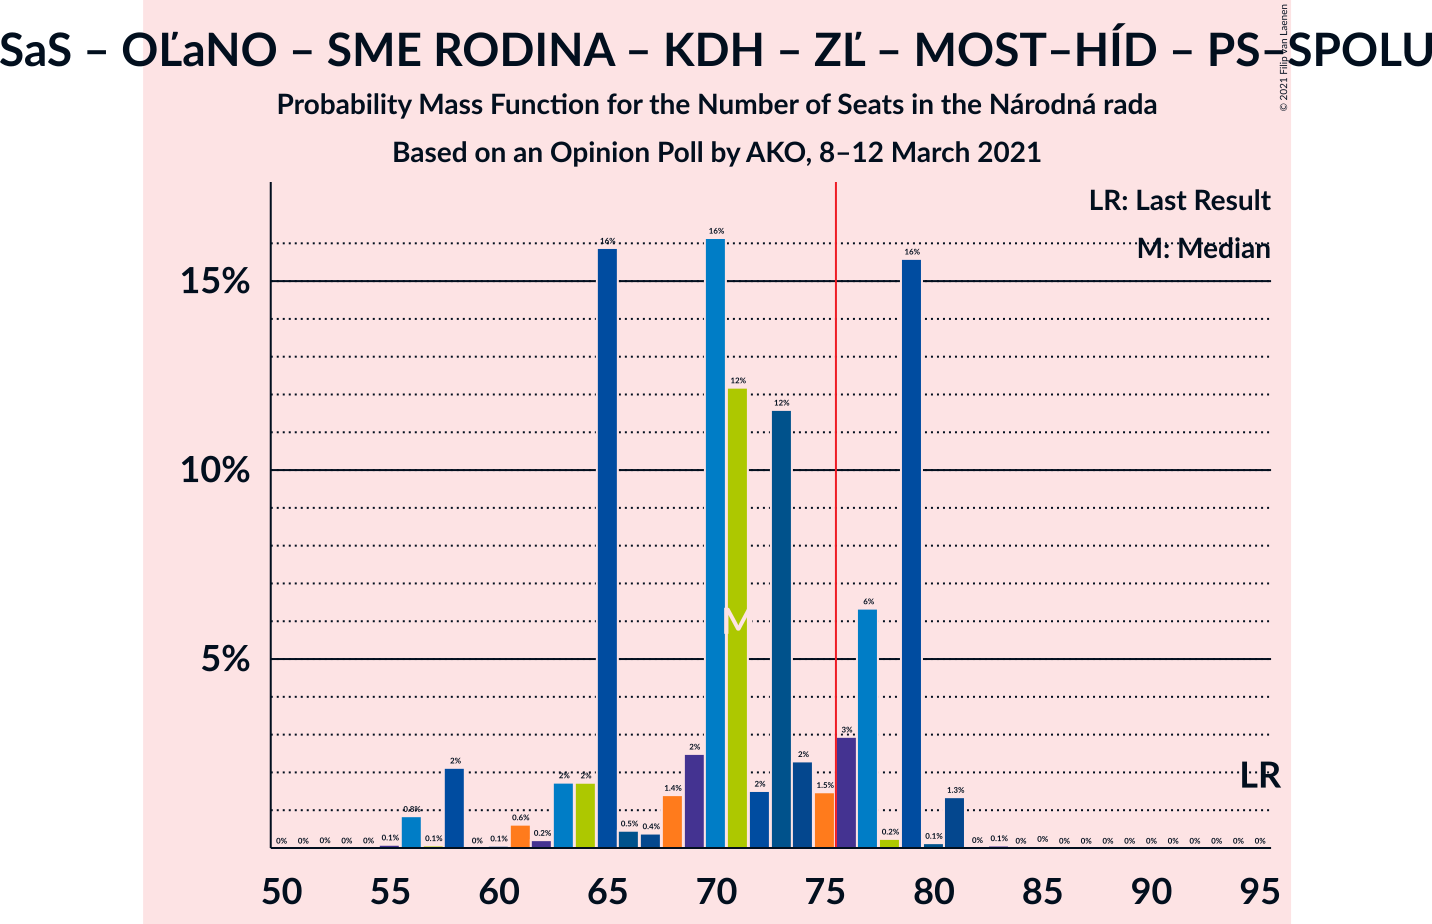 SaS – OĽaNO – SME RODINA – KDH – ZĽ – MOST–HÍD – PS–SPOLU
© 2021 Filip van Laenen
Probability Mass Function for the Number of Seats in the Národná rada
Based on an Opinion Poll by AKO, 8–12 March 2021
LR: Last Result
M: Median
15%
10%
5%
0% 0% 0% 0% 0% 0.1% 0.8% 0.1% 2% 0% 0.1% 0.6% 0.2% 2% 2% 16% 0.5% 0.4% 1.4% 2% 16% 12% 2% 12% 2% 1.5% 3% 6% 0.2% 16% 0.1% 1.3% 0% 0.1% 0% 0% 0% 0% 0% 0% 0% 0% 0% 0% 0% 0%
M
LR
50 55 60 65 70 75 80 85 90 95